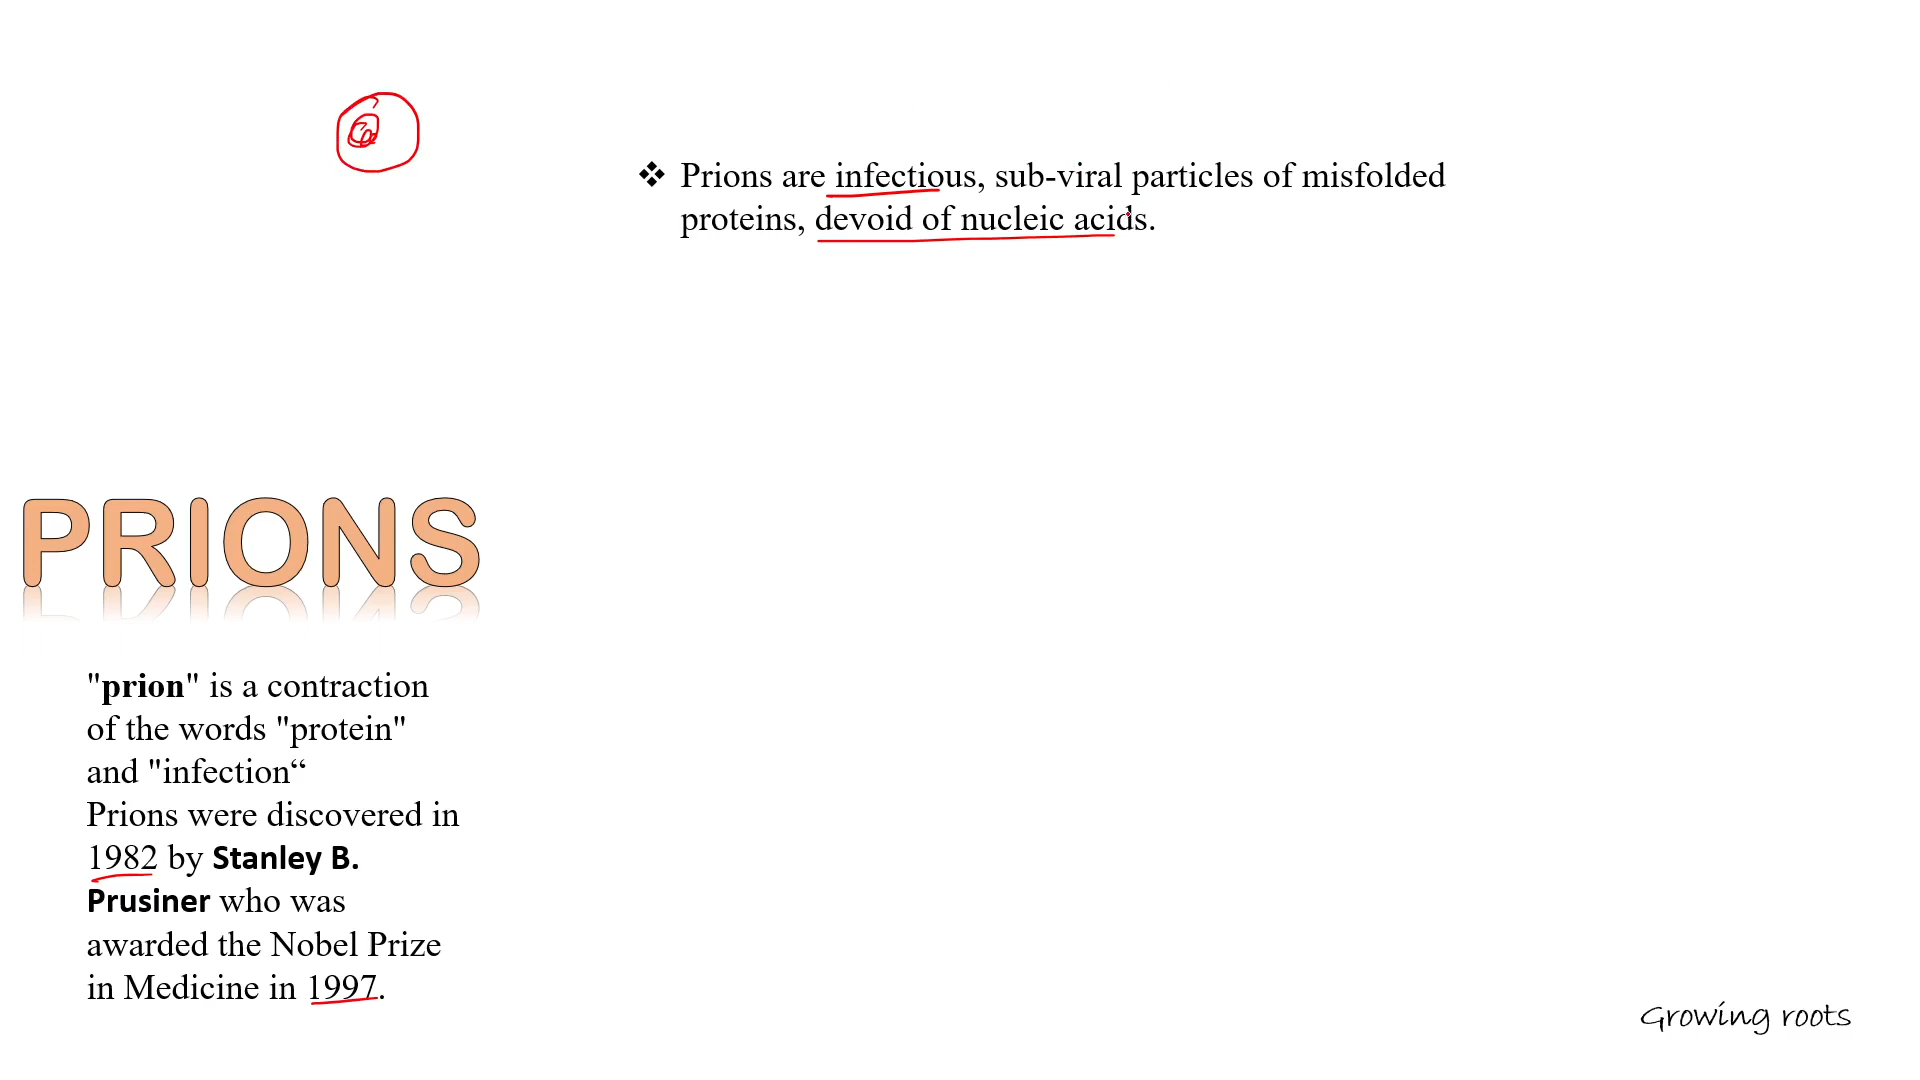 ❖ Prions are infectious, sub-viral particles of misfolded
proteins, devoid of nucleic acids.
PRIONS
"prion" is a contraction
of the words "protein"
and "infection“
Prions were discovered in
1982 by Stanley B.
Prusiner who was
awarded the Nobel Prize
in Medicine in 1997.
Growing roots